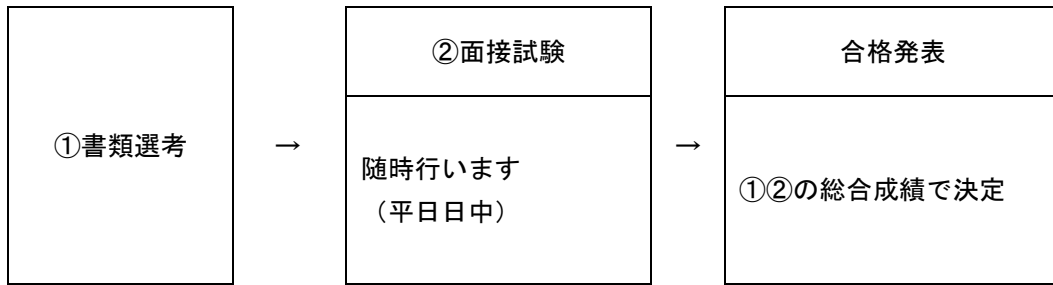 ①書類選考
→
②面接試験
随時行います
（平日日中）
→
合格発表
①②の総合成績で決定